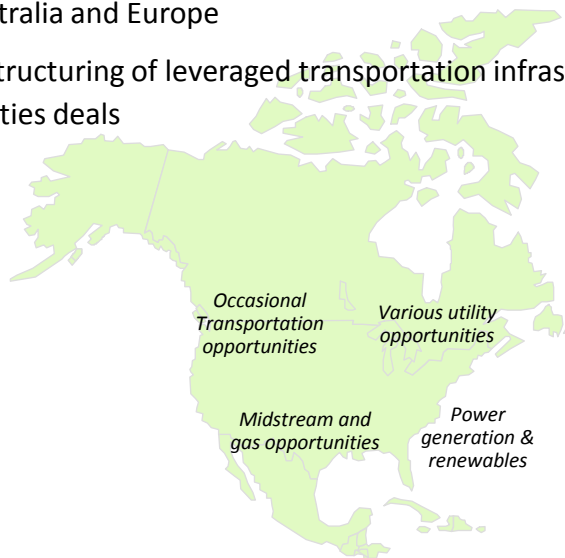 tralia and Europe
tructuring of leveraged transportation infras
ties deals
Occasional
Transportation
opportunities
Various utility
opportunities
Midstream and
gas opportunities
Power
generation &
renewables